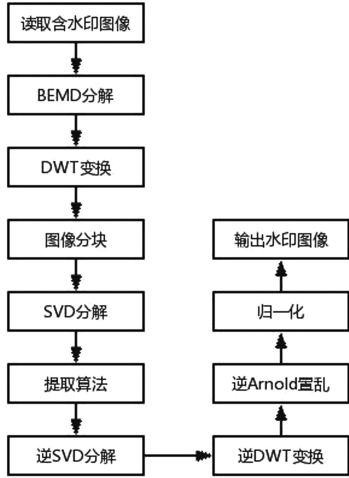 读取含水印图像
BEMD分解
DWT变换
图像分块
SVD分解
提取算法
逆SVD分解
逆DWT变换
逆Arnold置乱
归一化
输出水印图像